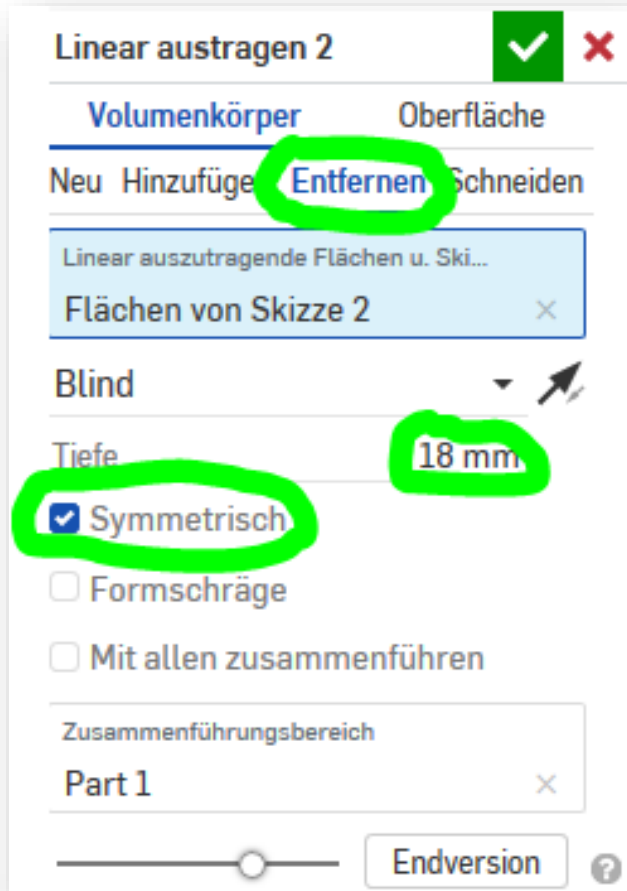 Linear austragen 2
Volumenkörper Oberfläche
Neu Hinzufüge Entfernen Schneiden
Linear auszutragende Flächen u. Ski...
Flächen von Skizze 2
Blind
Tiefe 18 mm
Symmetrisch
Formschräge
Mit allen zusammenführen
Zusammenführungsbereich
Part 1
Endversion ?